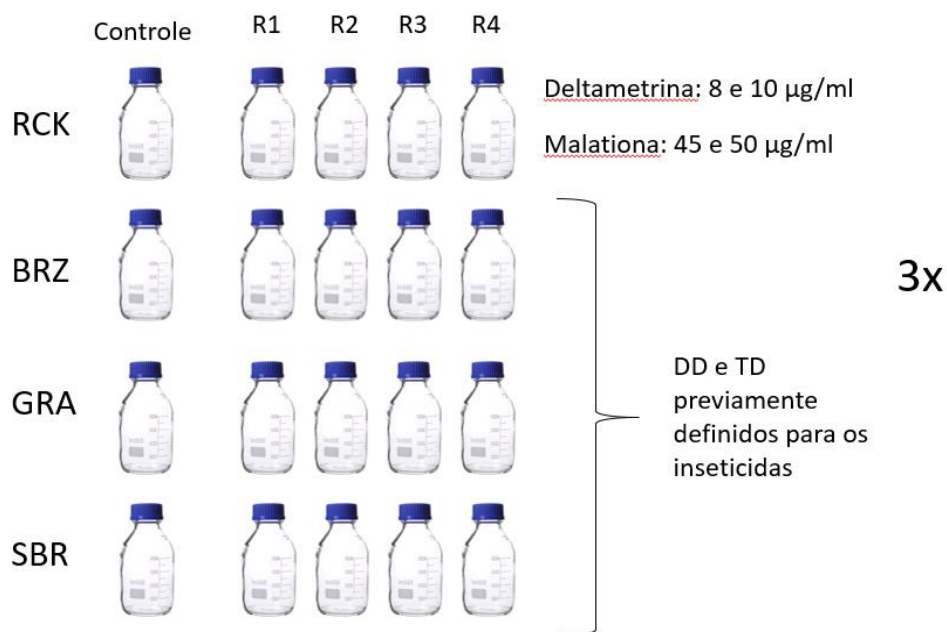 Controle R1 R2 R3 R4
RCK
Deltametrina: 8 e 10 µg/ml
Malationa: 45 e 50 µg/ml
BRZ
3x
GRA
DD e TD
previamente
definidos para os
inseticidas
SBR